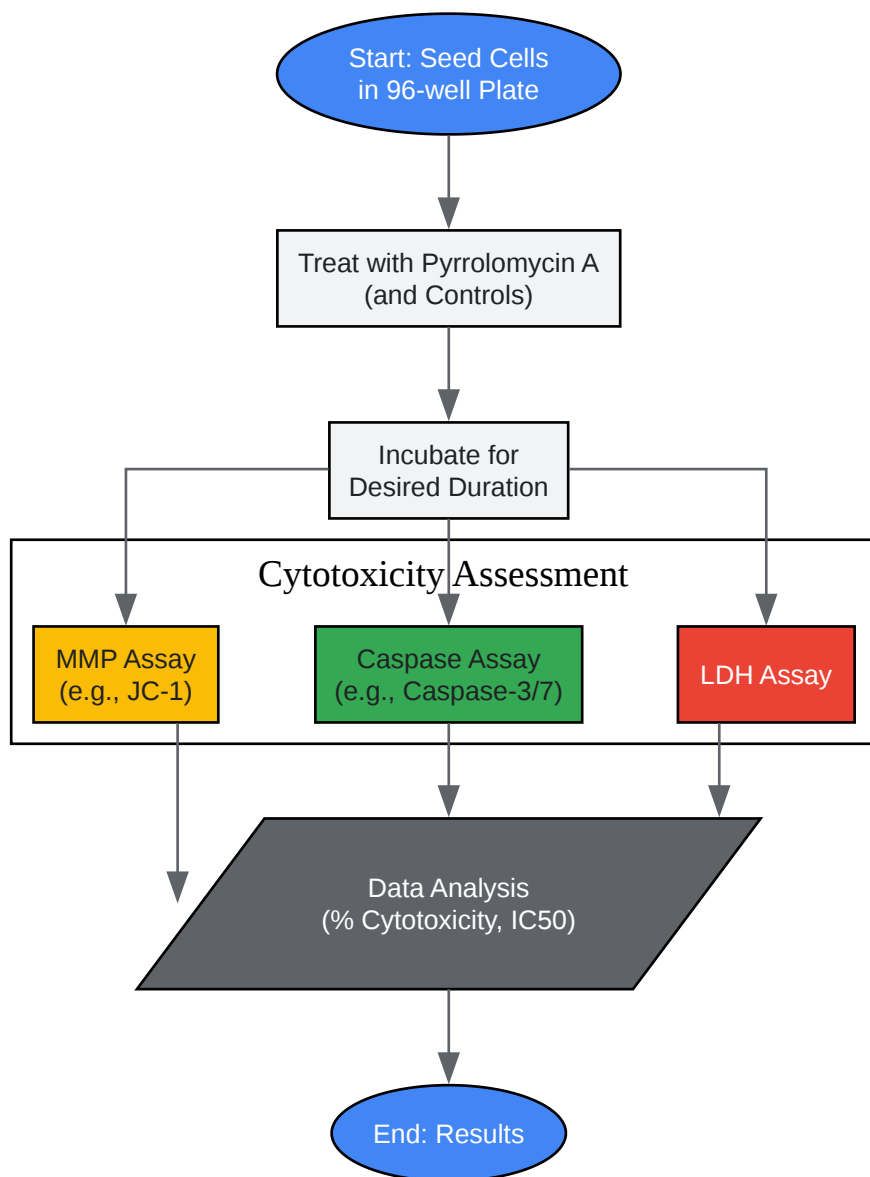 Start: Seed Cells
in 96-well Plate
Treat with Pyrrolomycin A
(and Controls)
Incubate for
Desired Duration
Cytotoxicity Assessment
MMP Assay
(e.g., JC-1)
Caspase Assay
(e.g., Caspase-3/7)
LDH Assay
Data Analysis
(% Cytotoxicity, IC50)
End: Results